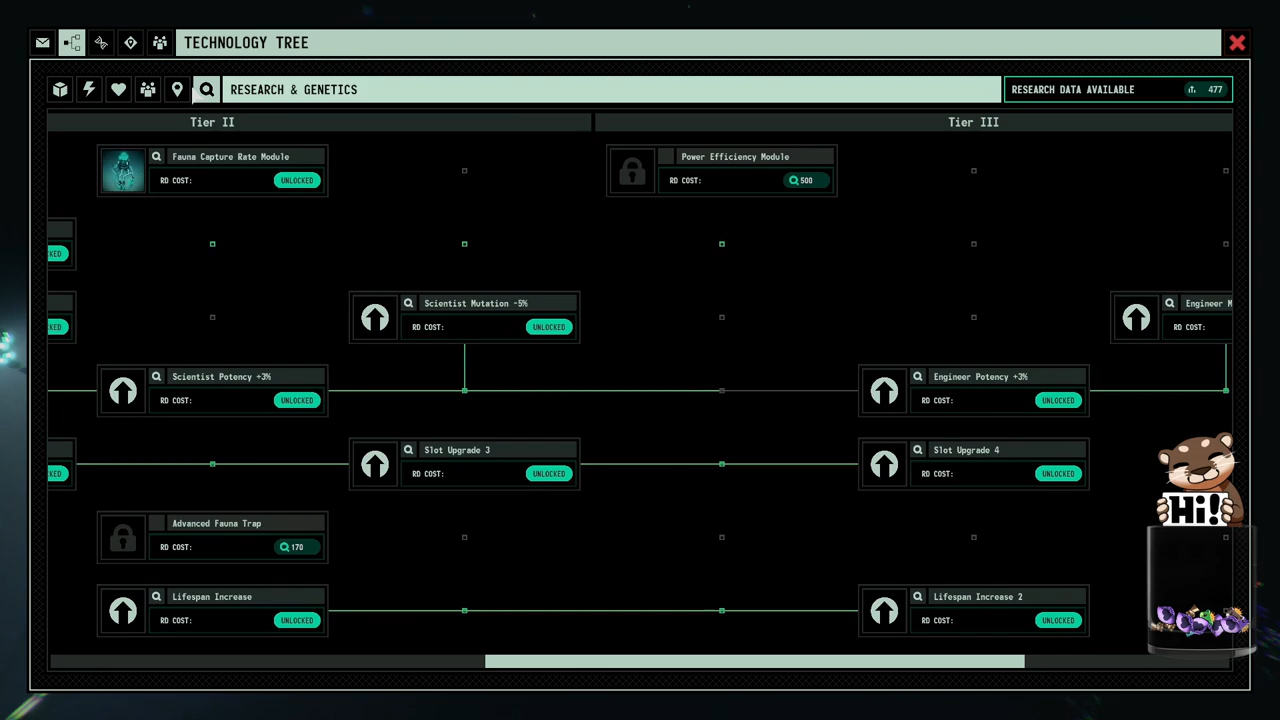 TECHNOLOGY TREE
RESEARCH & GENETICS
RESEARCH DATA AVAILABLE 477
Tier II Tier III
Fauna Capture Rate Module
RD COST: UNLOCKED
Power Efficiency Module
RD COST: 500
KED
Scientist Mutation -5%
RD COST: UNLOCKED
Engineer M
RD COST:
KED
Scientist Potency +3%
RD COST: UNLOCKED
Engineer Potency +3%
RD COST: UNLOCKED
Slot Upgrade 3
RD COST: UNLOCKED
Slot Upgrade 4
RD COST: UNLOCKED
KED
Advanced Fauna Trap
RD COST: 170
Hi!
Lifespan Increase
RD COST: UNLOCKED
Lifespan Increase 2
RD COST: UNLOCKED